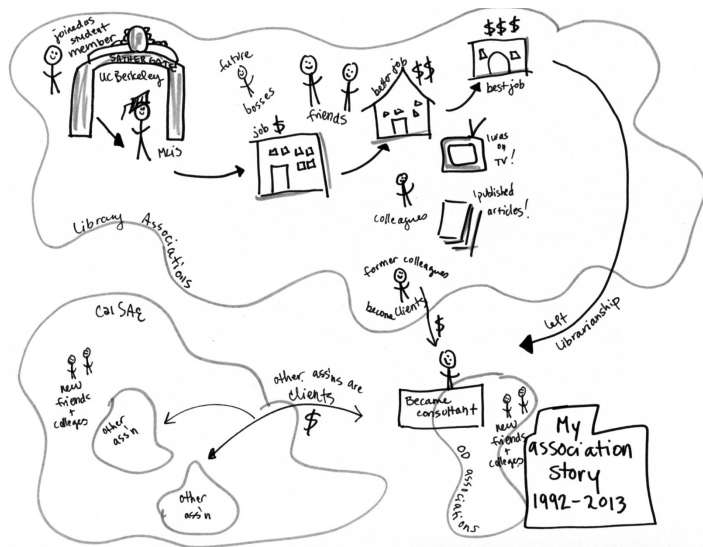 joined as
student
member
SATHER GATE
UC Berkeley
MLIS
future
bosses
friends
job $
better job
$$
$$$
best job
I was
on
TV!
colleagues
I published
articles!
Library Associations
former colleagues
become clients
$
left
librarianship
CalSAE
new
friends
+
colleges
other
ass'n
other
ass'n
other ass'ns are
clients
$
Became
consultant
new
friends
+
colleges
OD associations
My
association
story
1992-2013